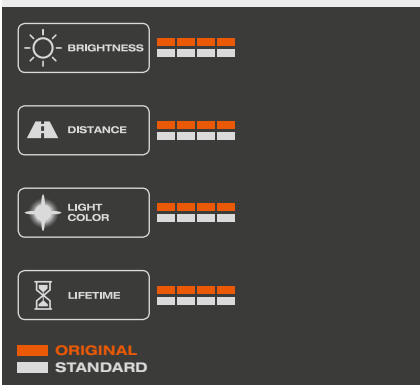 BRIGHTNESS
DISTANCE
LIGHT
COLOR
LIFETIME
ORIGINAL
STANDARD